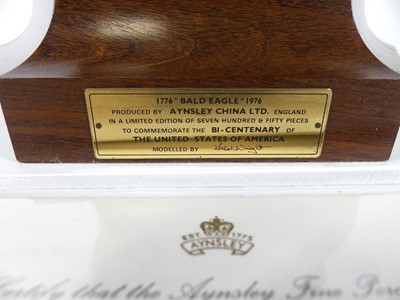 1776 "BALD EAGLE" 1976
PRODUCED BY AYNSLEY CHINA LTD. ENGLAND
IN A LIMITED EDITION OF SEVEN HUNDRED & FIFTY PIECES
TO COMMEMORATE THE BI-CENTENARY OF
THE UNITED STATES OF AMERICA
MODELLED BY
EST. 1775
AYNSLEY
Certify that the Aynsley Fine